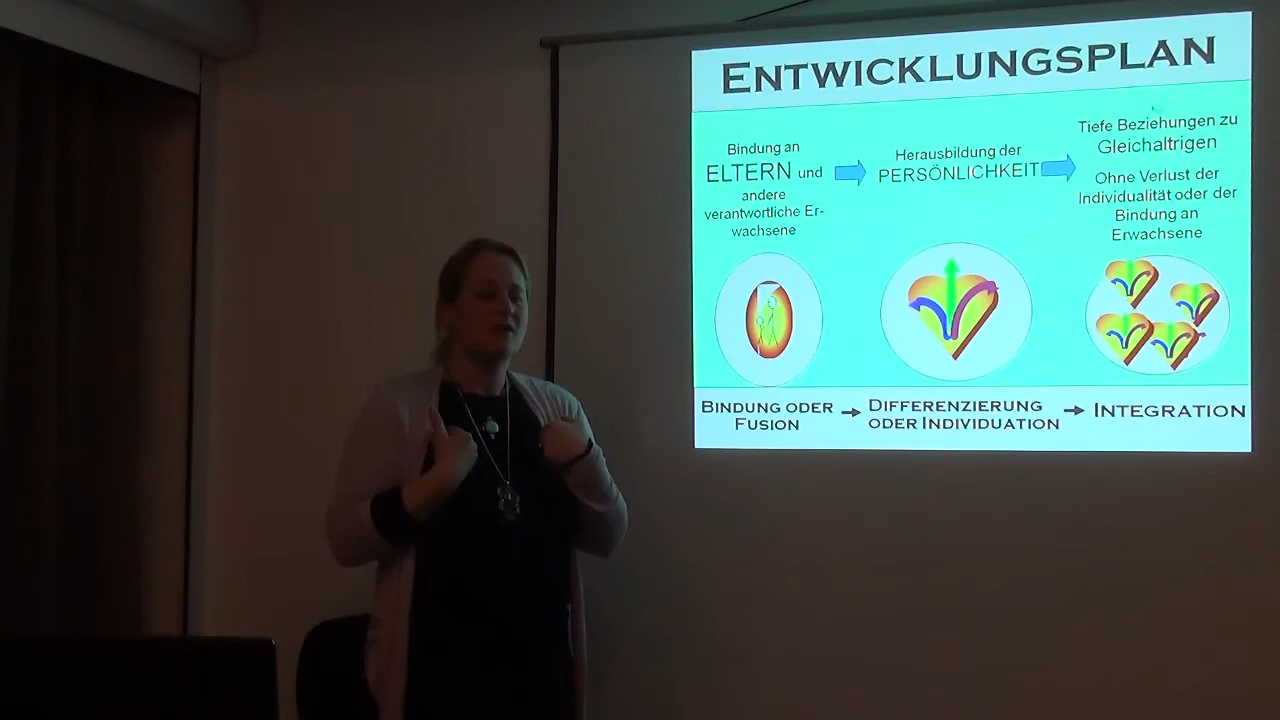 ENTWICKLUNGSPLAN
Bindung an
ELTERN und
andere
verantwortliche Er-
wachsene
Herausbildung der
PERSÖNLICHKEIT
Tiefe Beziehungen zu
Gleichaltrigen
Ohne Verlust der
Individualität oder der
Bindung an
Erwachsene
BINDUNG ODER
FUSION
DIFFERENZIERUNG
ODER INDIVIDUATION
INTEGRATION